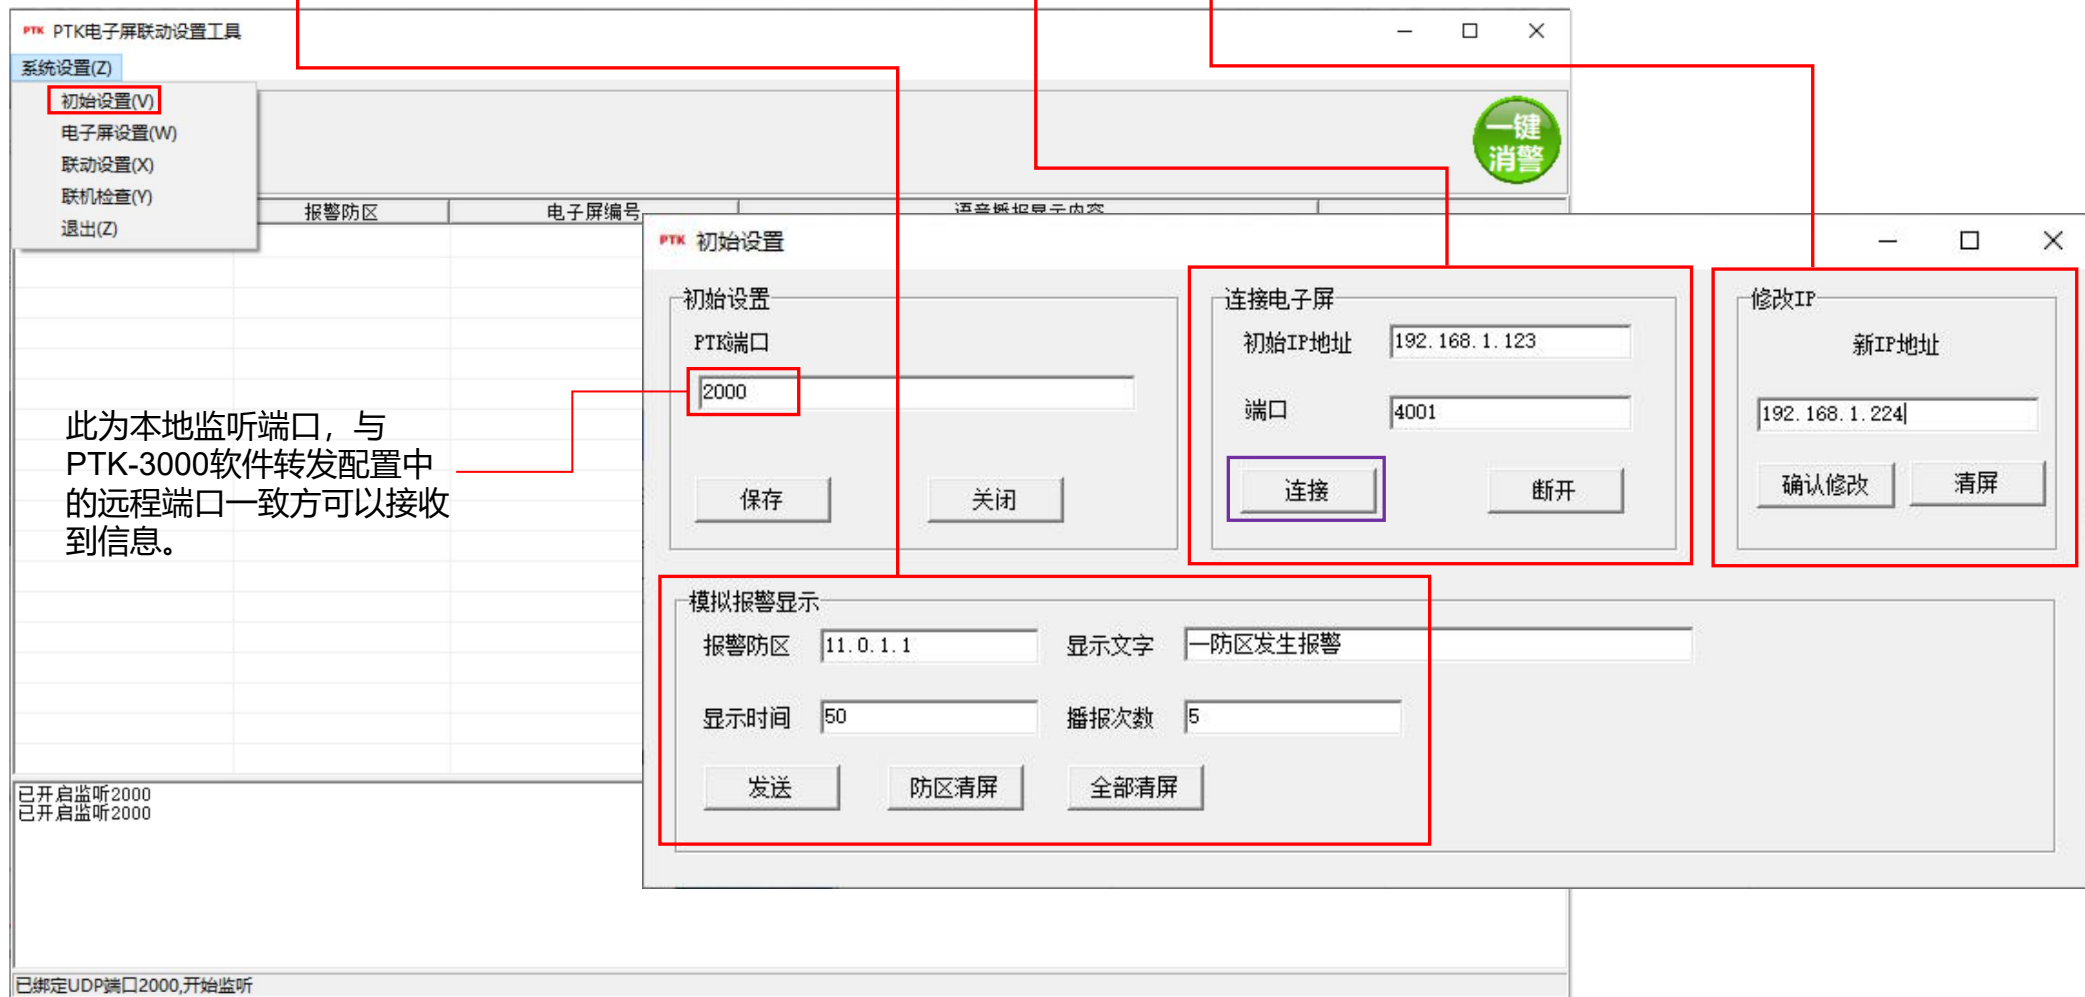 PTK PTK电子屏联动设置工具
系统设置(Z)
初始设置(V)
电子屏设置(W)
联动设置(X)
联机检查(Y)
退出(Z)
一键
消警
报警防区
电子屏编号
语音播报显示内容
PTK 初始设置
初始设置
PTK端口
2000
保存
关闭
连接电子屏
初始IP地址
192.168.1.123
端口
4001
连接
断开
修改IP
新IP地址
192.168.1.224
确认修改
清屏
此为本地监听端口，与
PTK-3000软件转发配置中
的远程端口一致方可以接收
到信息。
模拟报警显示
报警防区
11.0.1.1
显示文字
一防区发生报警
显示时间
50
播报次数
5
发送
防区清屏
全部清屏
已开启监听2000
已开启监听2000
已绑定UDP端口2000,开始监听